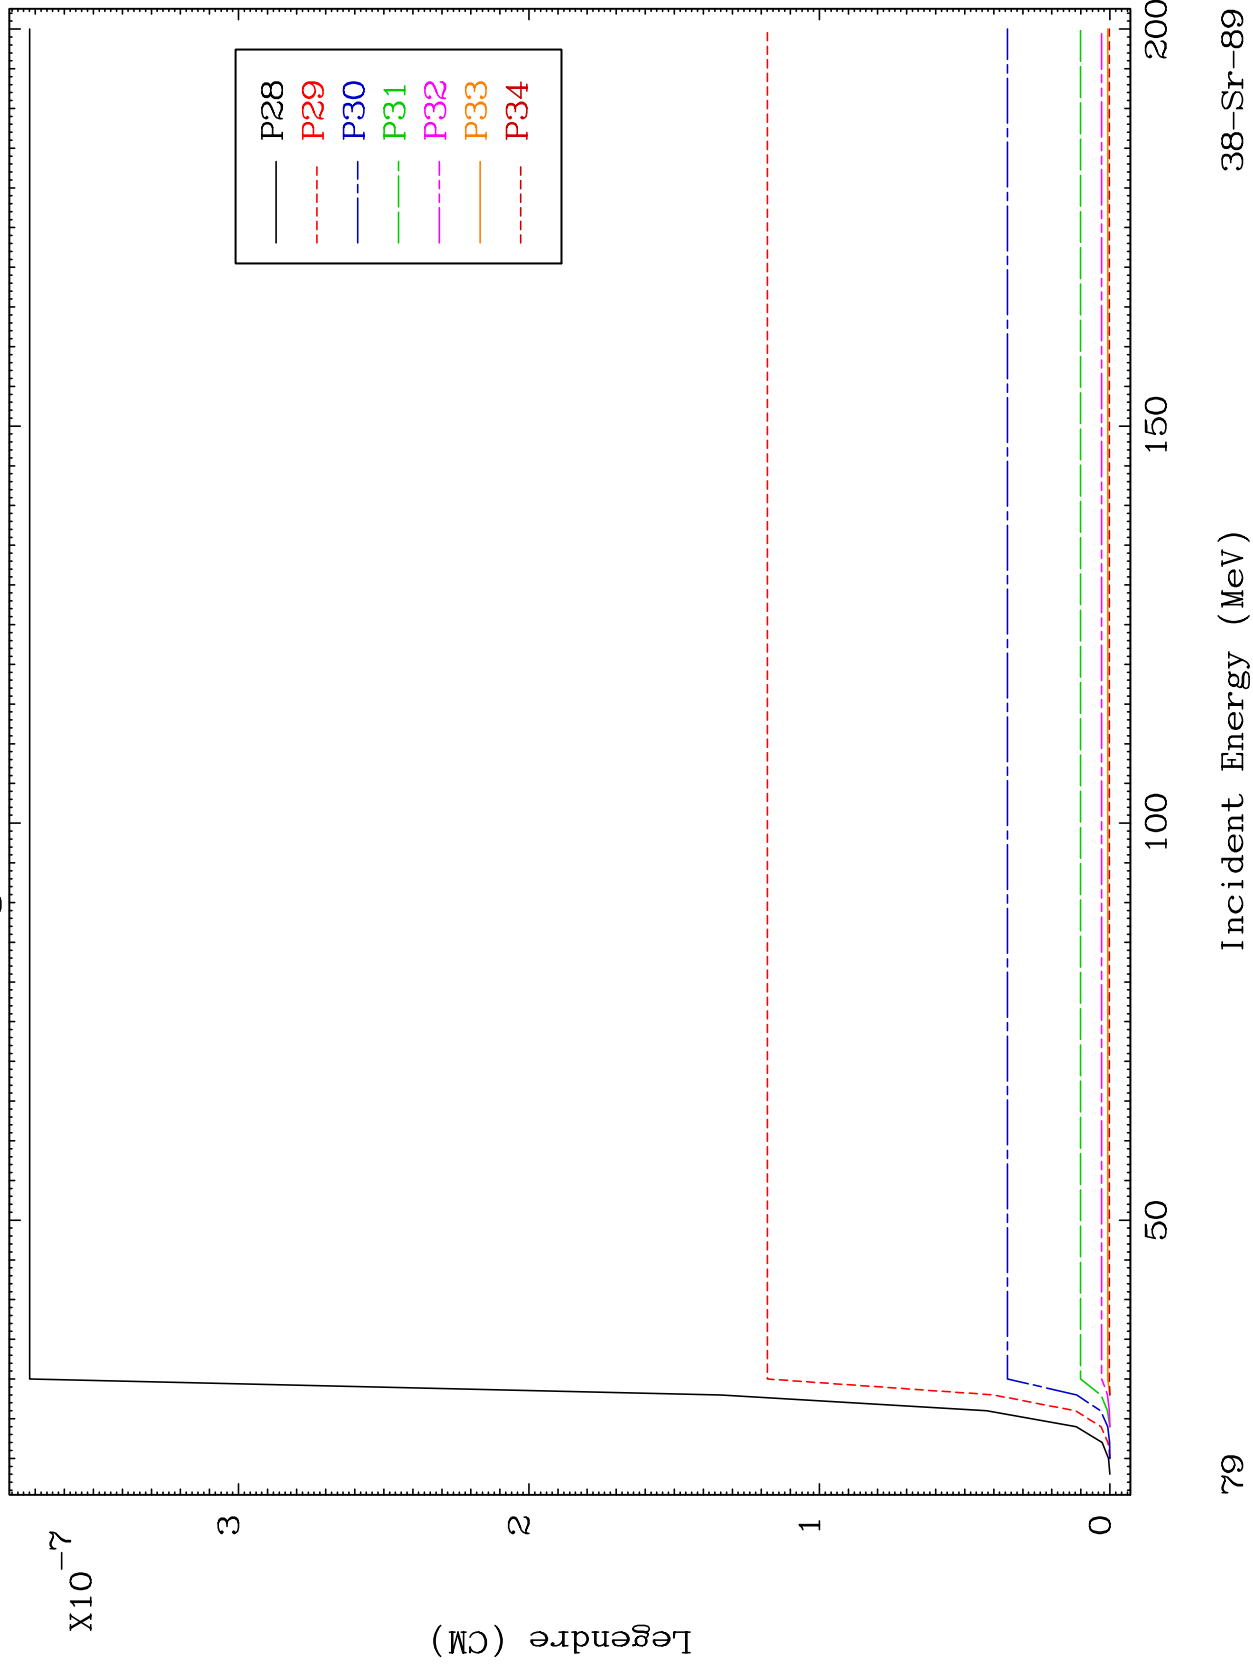 X10⁻⁷
Legendre (CM)
3
2
1
0
P28
P29
P30
P31
P32
P33
P34
50
100
150
200
Incident Energy (MeV)
79
38-Sr-89